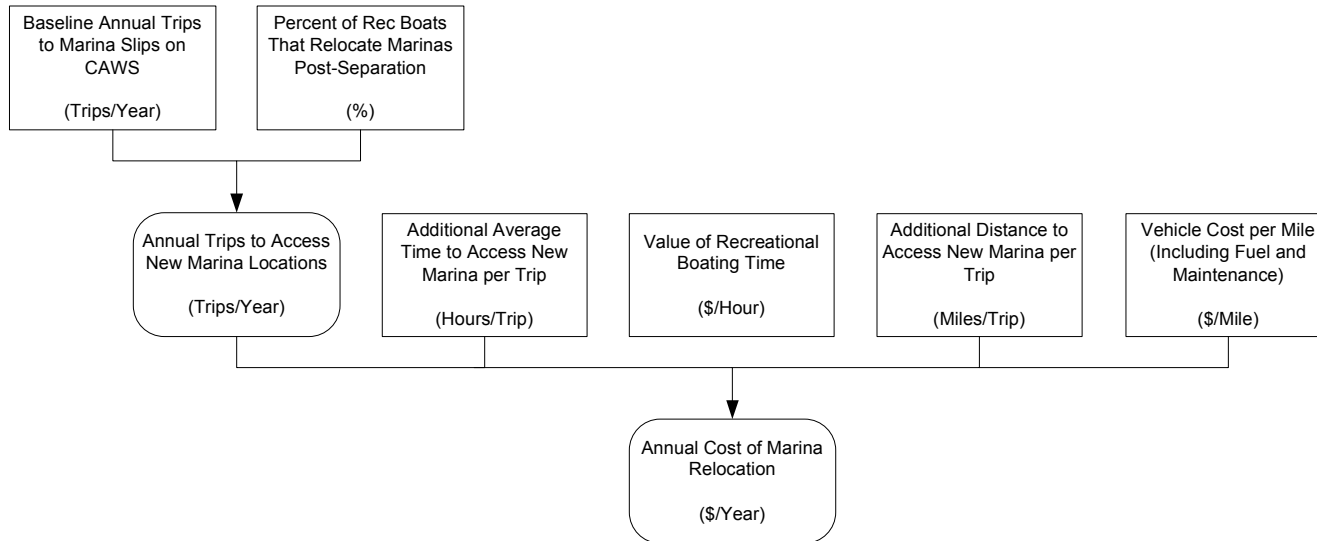 Baseline Annual Trips
to Marina Slips on
CAWS
(Trips/Year)
Percent of Rec Boats
That Relocate Marinas
Post-Separation
(%)
Annual Trips to Access
New Marina Locations
(Trips/Year)
Additional Average
Time to Access New
Marina per Trip
(Hours/Trip)
Value of Recreational
Boating Time
($/Hour)
Additional Distance to
Access New Marina per
Trip
(Miles/Trip)
Vehicle Cost per Mile
(Including Fuel and
Maintenance)
($/Mile)
Annual Cost of Marina
Relocation
($/Year)